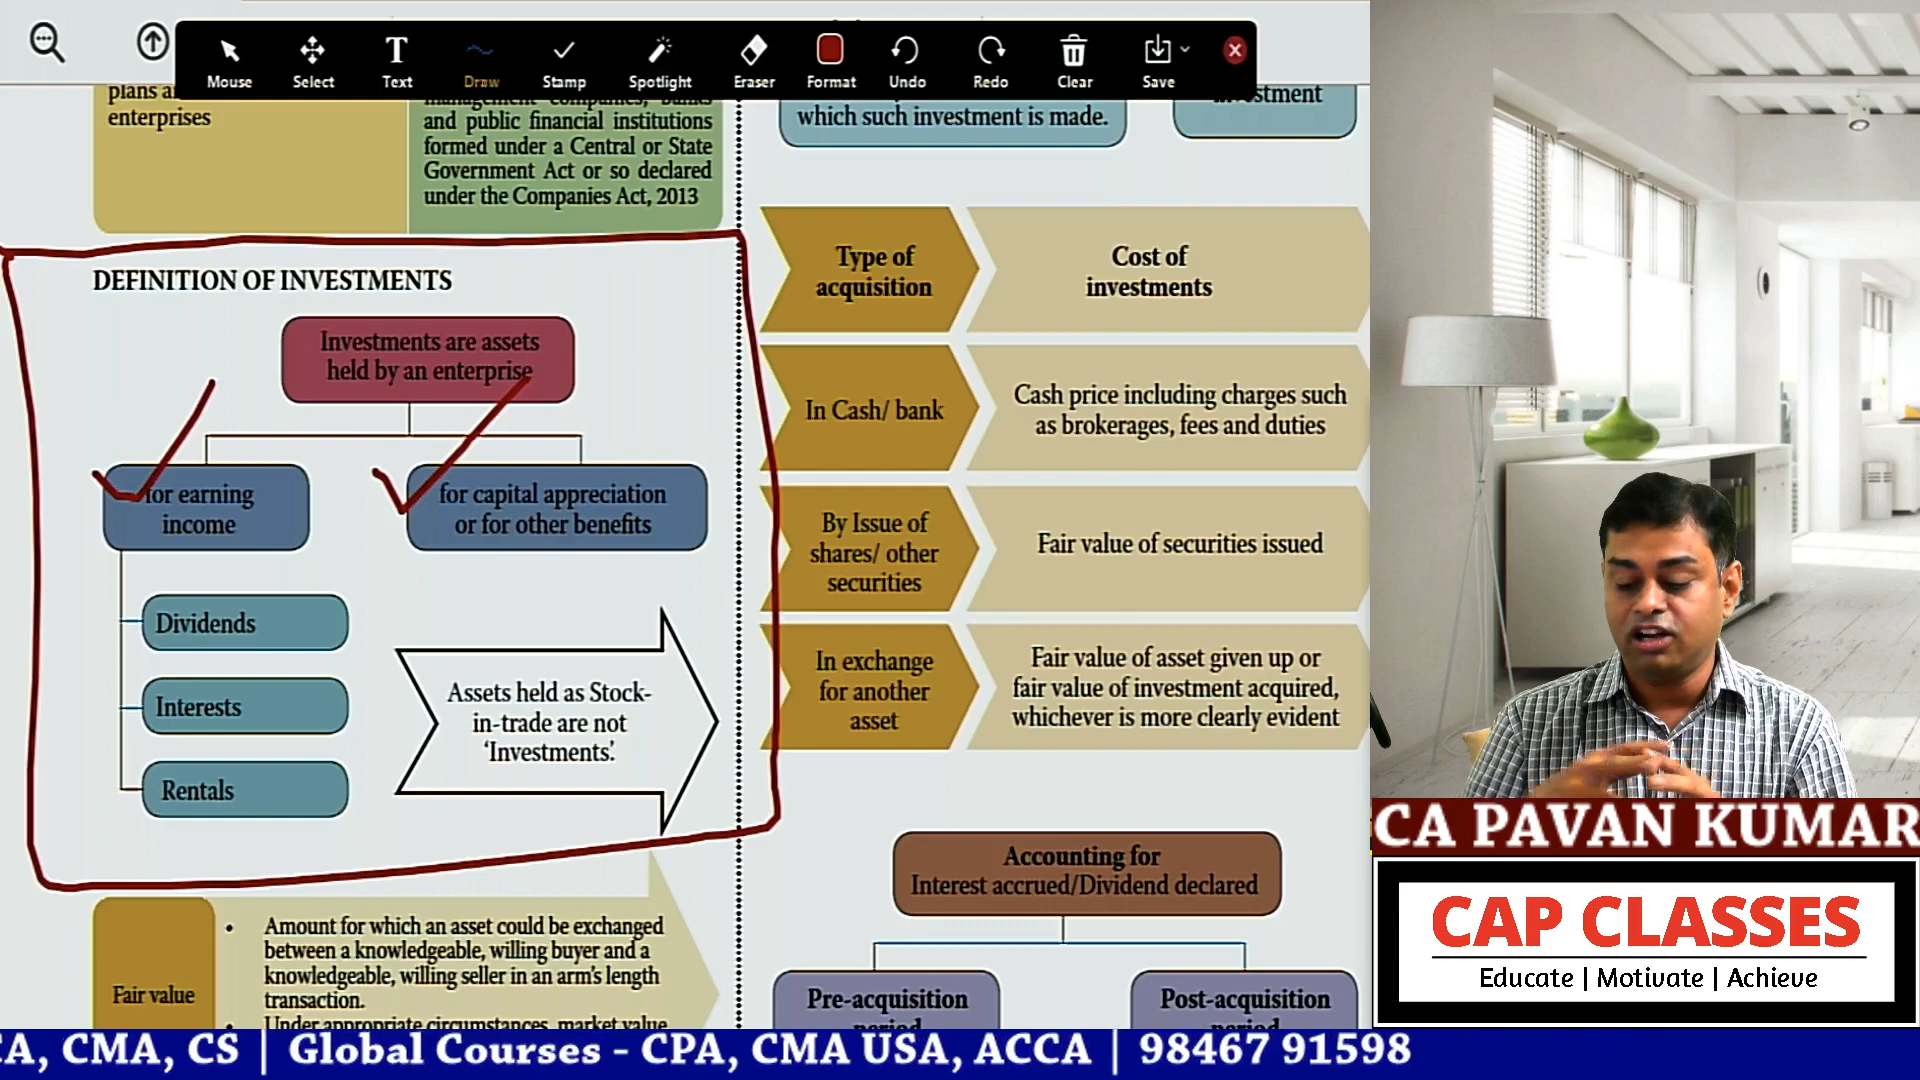 Mouse
Select
Text
Draw
Stamp
Spotlight
Eraser
Format
Undo
Redo
Clear
Save
enterprises
and public financial institutions
formed under a Central or State
Government Act or so declared
under the Companies Act, 2013
DEFINITION OF INVESTMENTS
Investments are assets
held by an enterprise
for earning
income
for capital appreciation
or for other benefits
Dividends
Interests
Rentals
Assets held as Stock-
in-trade are not
‘Investments’.
Fair value
• Amount for which an asset could be exchanged
between a knowledgeable, willing buyer and a
knowledgeable, willing seller in an arm's length
transaction.
• Under appropriate circumstances, market value
which such investment is made.
Type of
acquisition
Cost of
investments
In Cash/ bank
Cash price including charges such
as brokerages, fees and duties
By Issue of
shares/ other
securities
Fair value of securities issued
In exchange
for another
asset
Fair value of asset given up or
fair value of investment acquired,
whichever is more clearly evident
Accounting for
Interest accrued/Dividend declared
Pre-acquisition
period
Post-acquisition
period
CA PAVAN KUMAR
CAP CLASSES
Educate | Motivate | Achieve
CA, CMA, CS | Global Courses - CPA, CMA USA, ACCA | 98467 91598